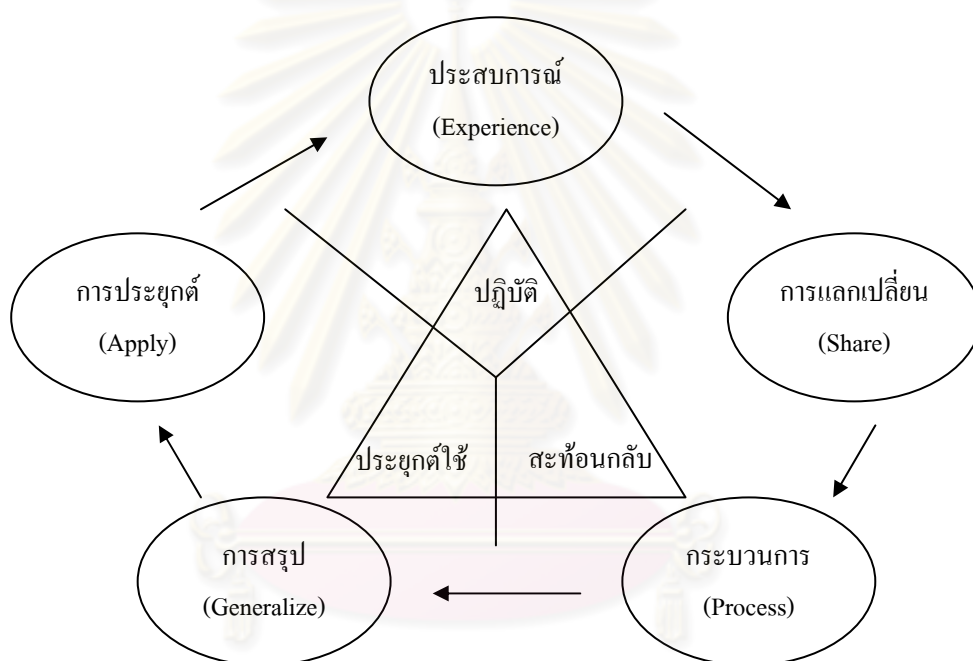 ประสบการณ์
(Experience)
การประยุกต์
(Apply)
ปฏิบัติ
การแลกเปลี่ยน
(Share)
ประยุกต์ใช้
สะท้อนกลับ
การสรุป
(Generalize)
กระบวนการ
(Process)